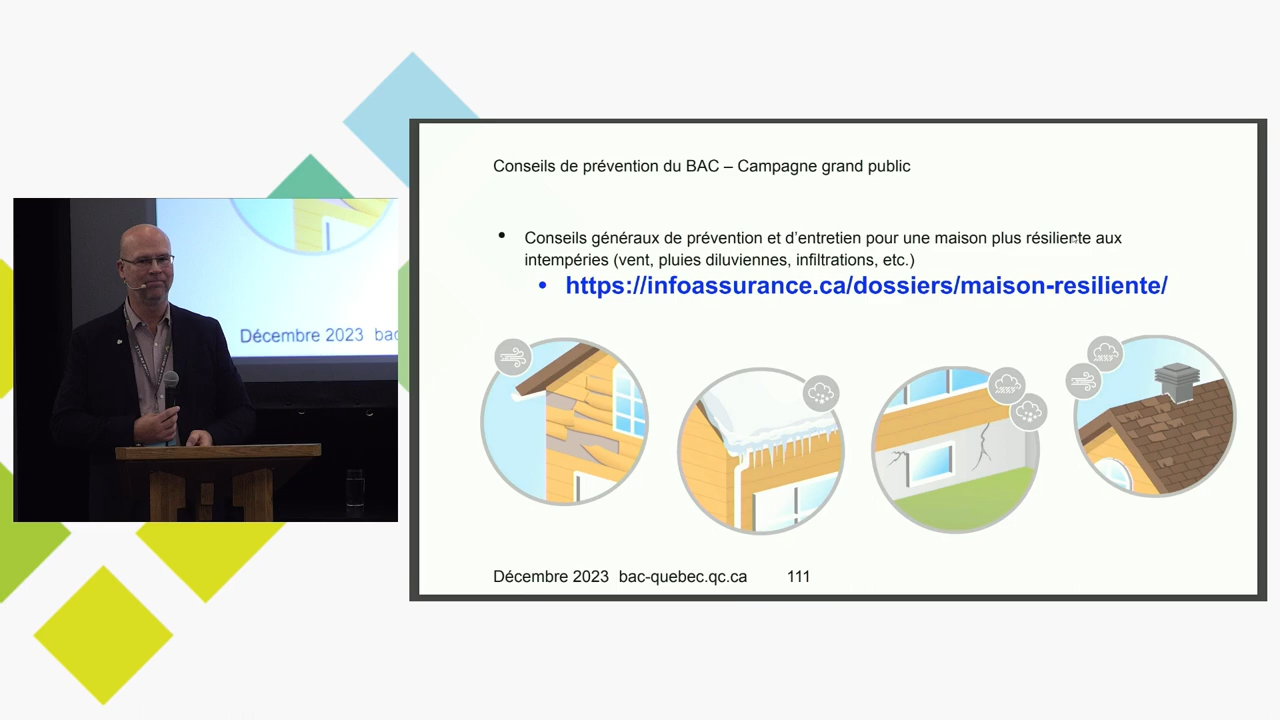 Conseils de prévention du BAC – Campagne grand public
• Conseils généraux de prévention et d'entretien pour une maison plus résiliente aux
intempéries (vent, pluies diluviennes, infiltrations, etc.)
• https://infoassurance.ca/dossiers/maison-resiliente/
Décembre 2023 bac-quebec.qc.ca 111
Décembre 2023 bac